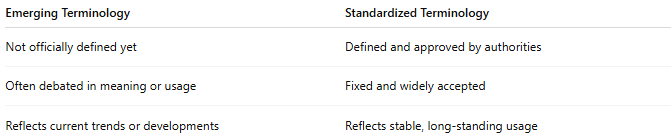 Emerging Terminology Standardized Terminology
Not officially defined yet Defined and approved by authorities
Often debated in meaning or usage Fixed and widely accepted
Reflects current trends or developments Reflects stable, long-standing usage